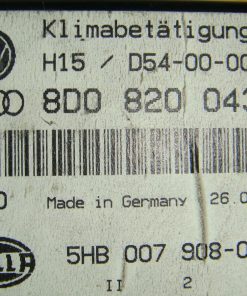 Klimabetätigung
H15 / D54-00-00
8D0 820 043
0 Made in Germany 26.0
5HB 007 908-0
II 2